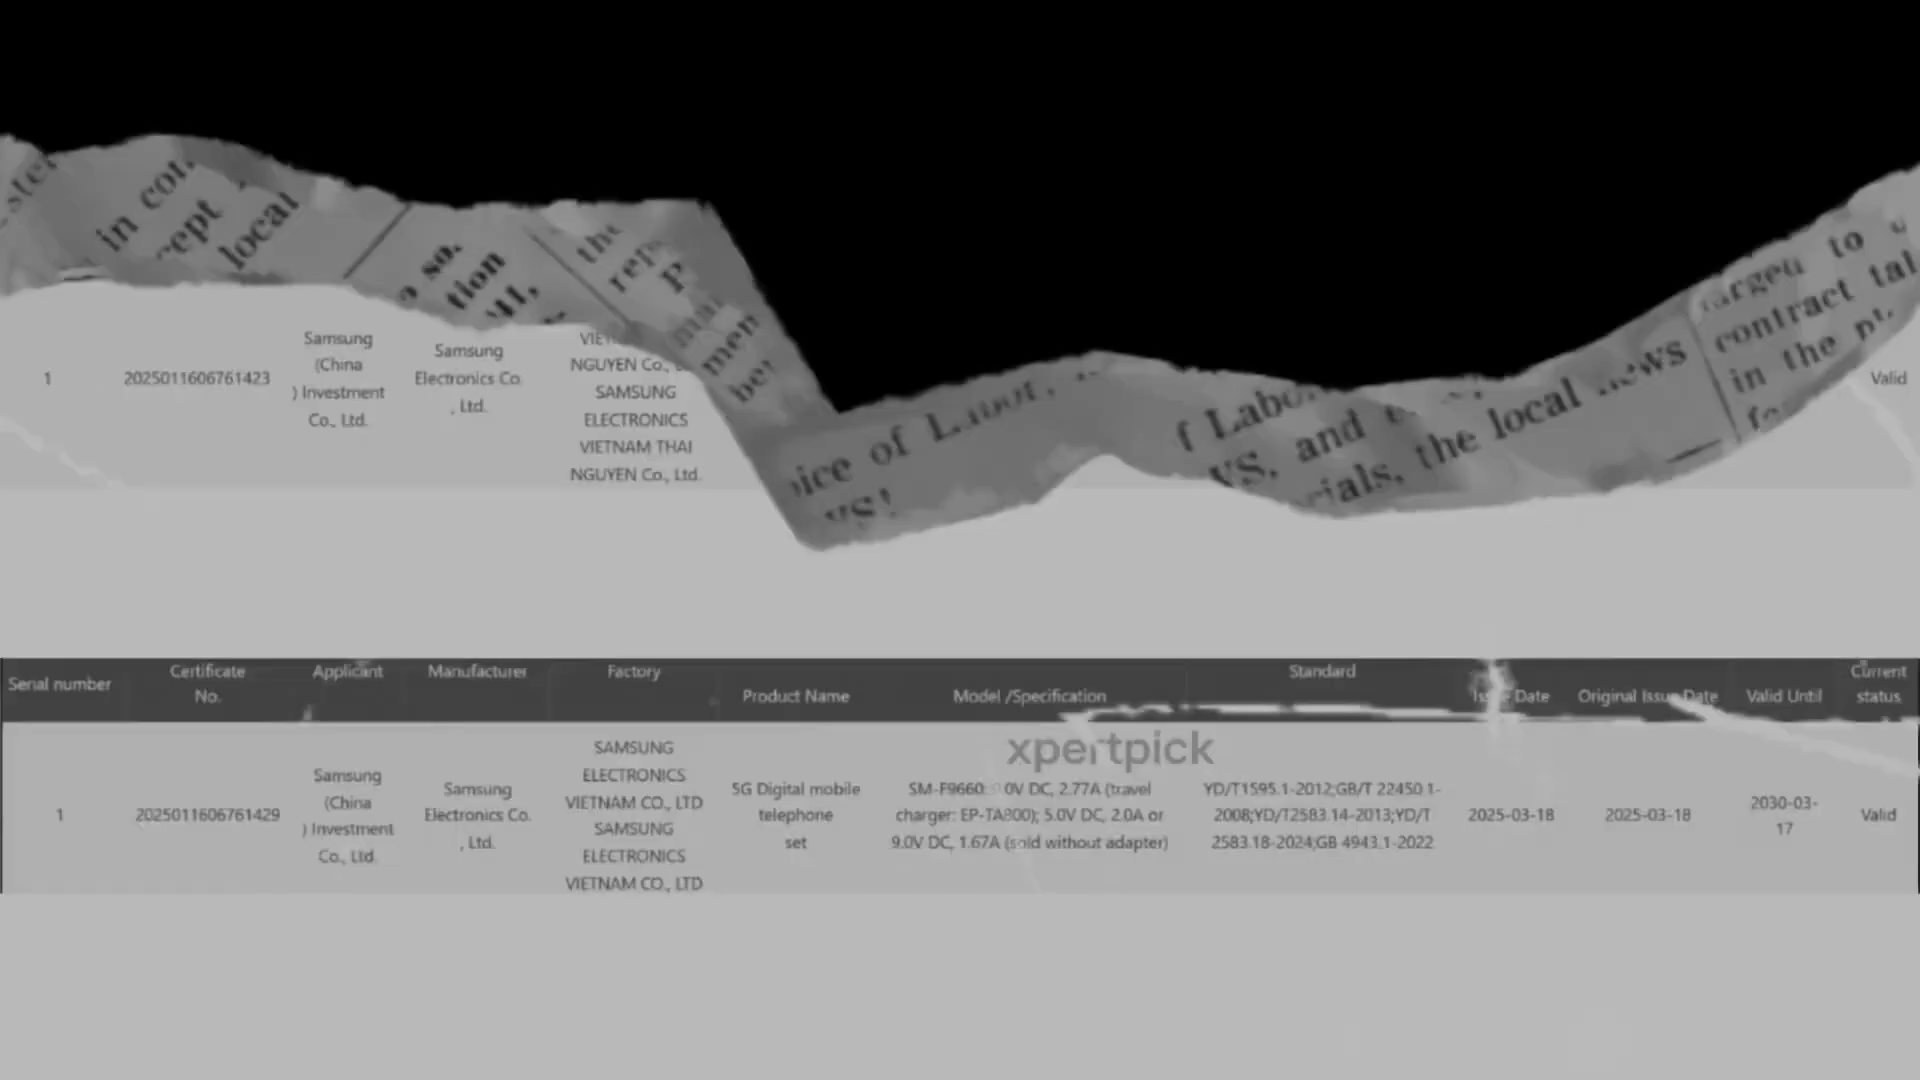 in
local
so.
tion
the
men
ice of Labor,
f Labo
VS, and
rials, the local news
to
contract
in the
1
2025011606761423
Samsung
(China
) Investment
Co., Ltd.
Samsung
Electronics Co.
, Ltd.
NGUYEN Co.,
SAMSUNG
ELECTRONICS
VIETNAM THAI
NGUYEN Co., Ltd.
Valid
Serial number
Certificate
No.
Applicant
Manufacturer
Factory
Product Name
Model /Specification
Standard
Issue Date
Original Issue Date
Valid Until
Current
status
xpertpick
1
2025011606761429
Samsung
(China
) Investment
Co., Ltd.
Samsung
Electronics Co.
, Ltd.
SAMSUNG
ELECTRONICS
VIETNAM CO., LTD
SAMSUNG
ELECTRONICS
VIETNAM CO., LTD
5G Digital mobile
telephone
set
SM-F9660: 0V DC, 2.77A (travel
charger: EP-TA800); 5.0V DC, 2.0A or
9.0V DC, 1.67A (sold without adapter)
YD/T1595.1-2012;GB/T 22450.1-
2008;YD/T2583.14-2013;YD/T
2583.18-2024;GB 4943.1-2022
2025-03-18
2025-03-18
2030-03-
17
Valid